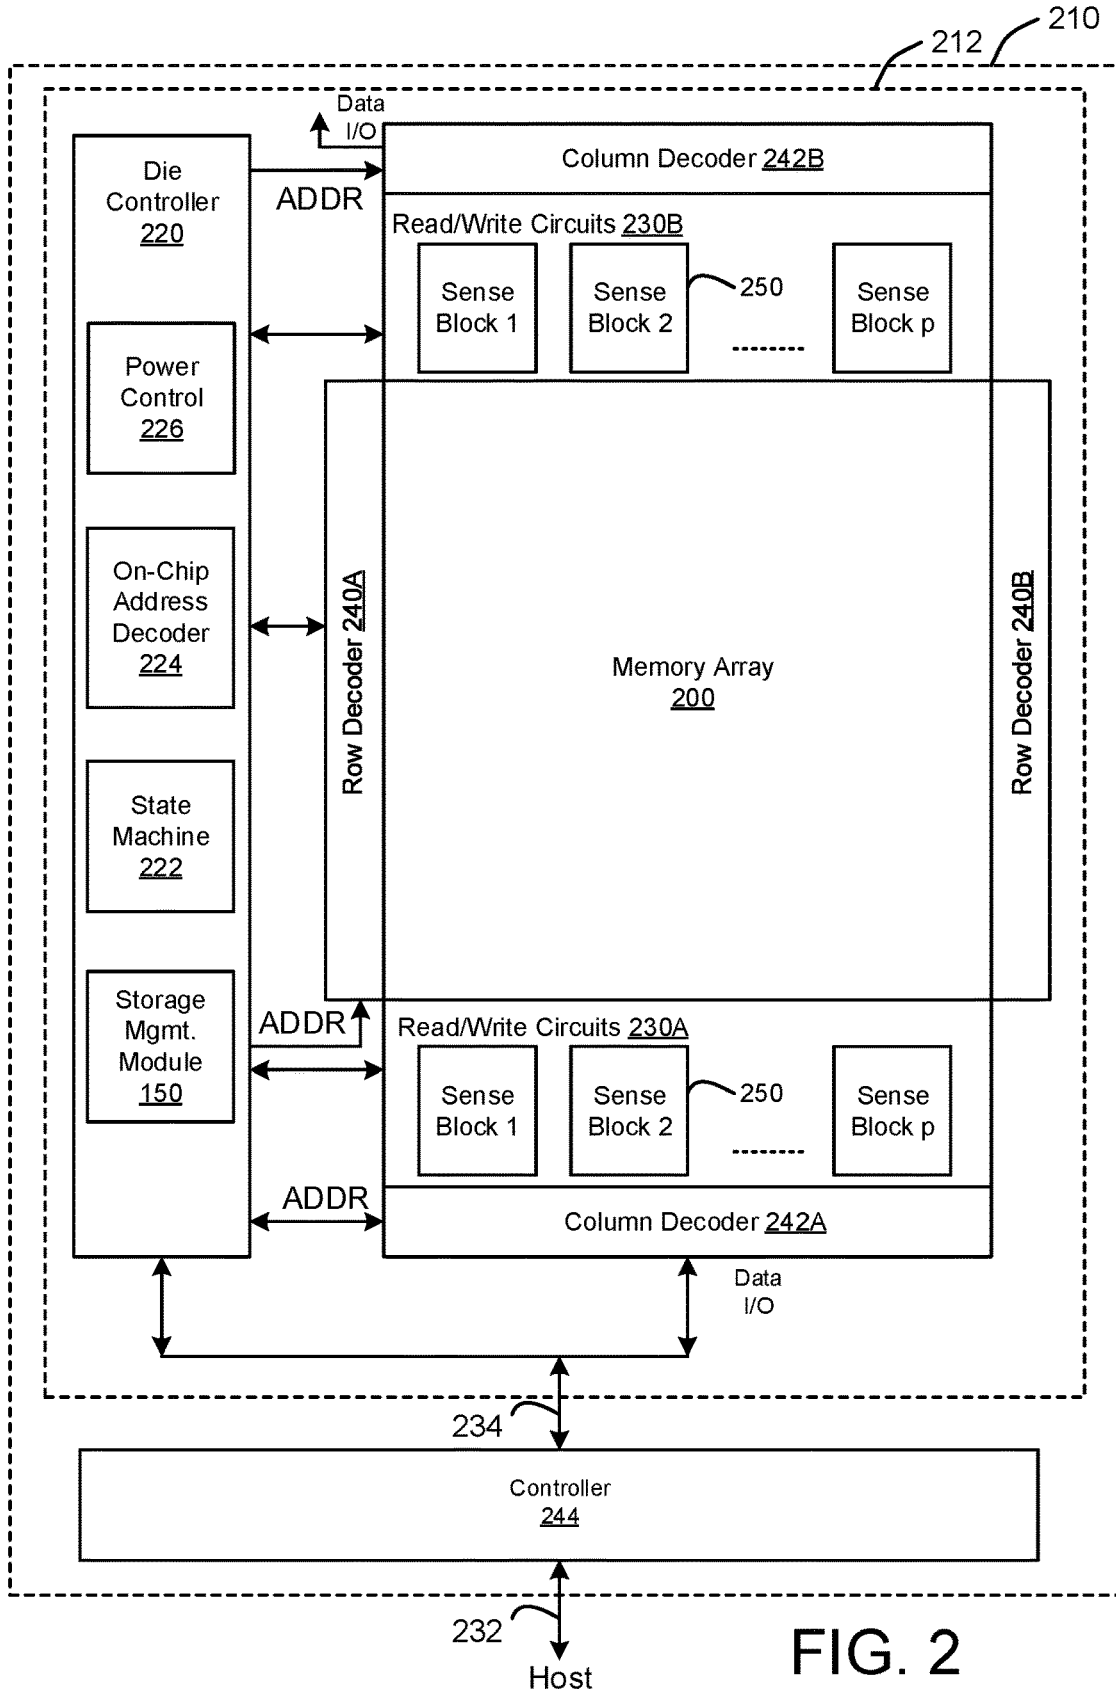 210
212
Data
I/O
Column Decoder 242B
Die
Controller
220
ADDR
Read/Write Circuits 230B
Sense
Block 1
Sense
Block 2
250
Sense
Block p
Power
Control
226
On-Chip
Address
Decoder
224
Row Decoder 240A
Memory Array
200
Row Decoder 240B
State
Machine
222
Storage
Mgmt.
Module
150
ADDR
Read/Write Circuits 230A
Sense
Block 1
Sense
Block 2
250
Sense
Block p
ADDR
Column Decoder 242A
Data
I/O
234
Controller
244
232
Host
FIG. 2